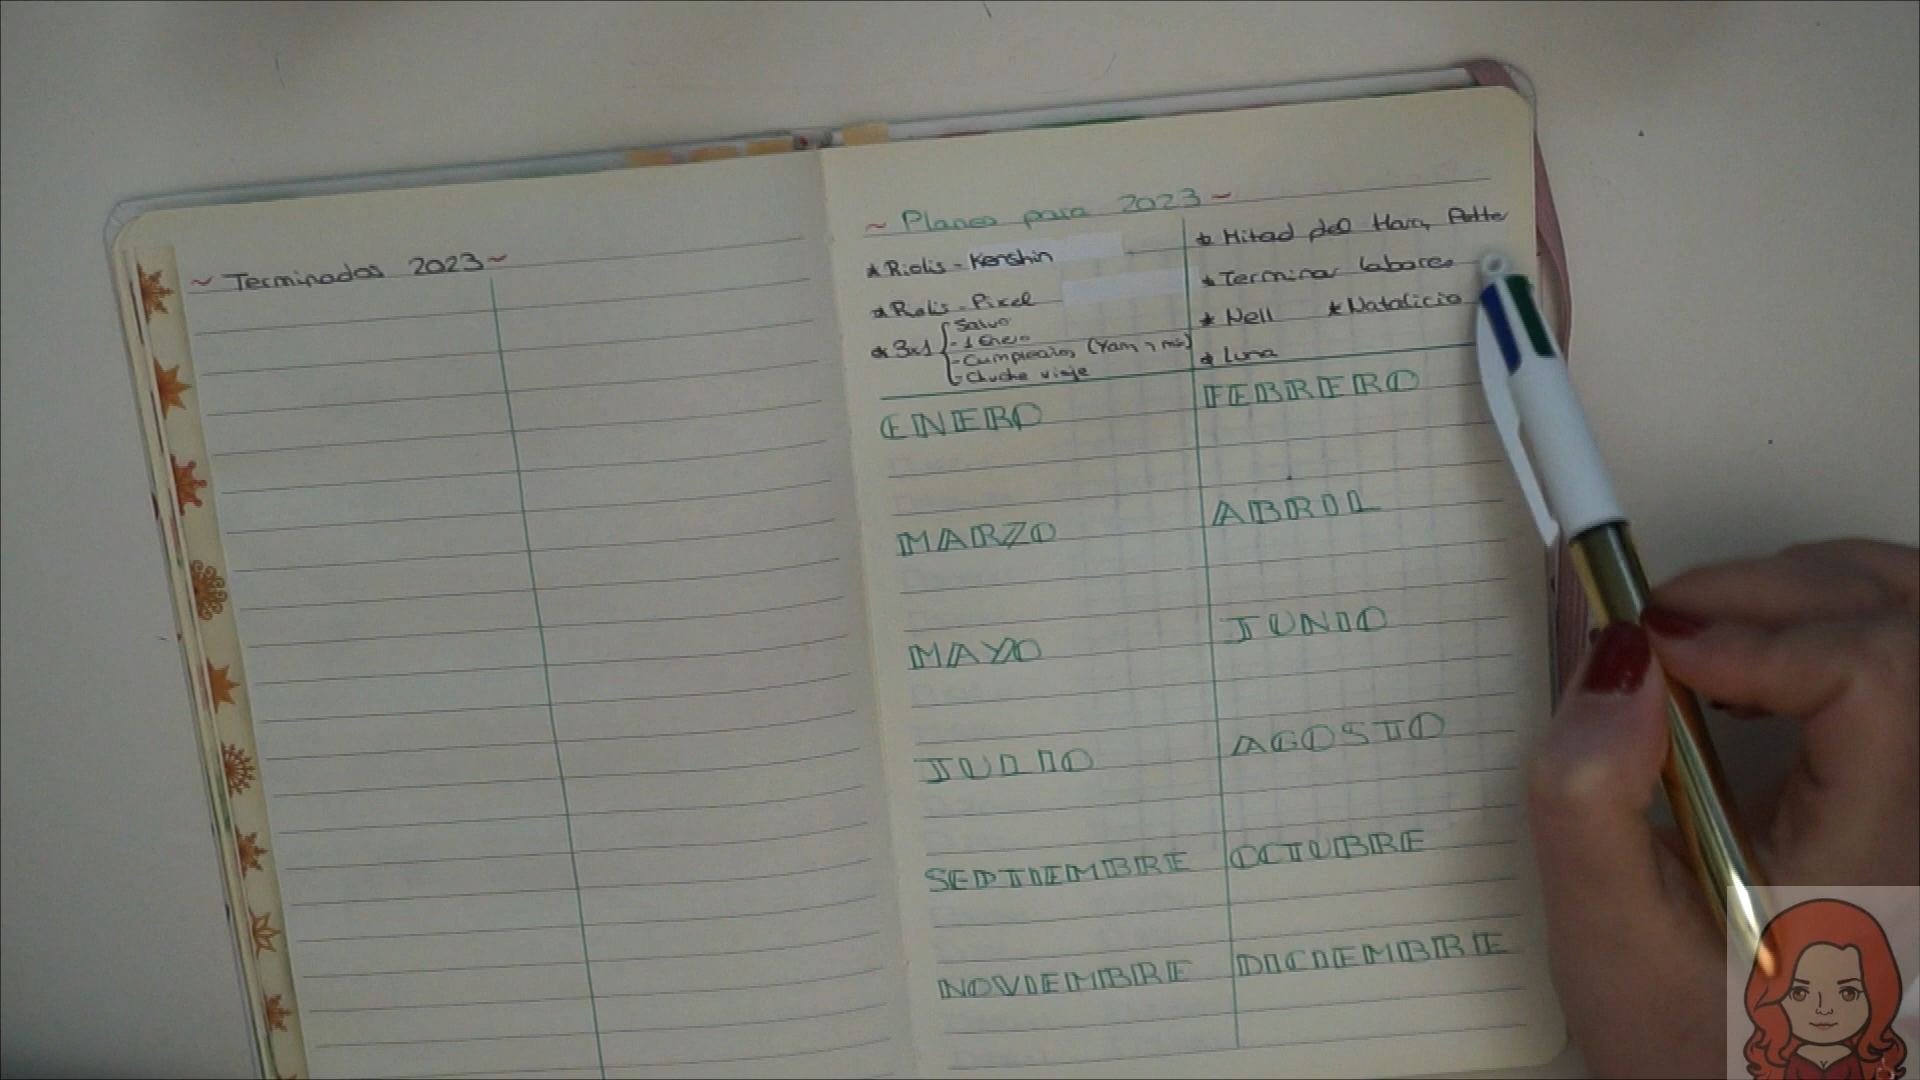 ~ Terminados 2023 ~
~ Planes para 2023 ~
* Riolis - Kenshin
* Riolis - Pixel
* 3x1 { Salvo
- 1 Enero
- Cumpleaños (Yam y mío)
- Chuche viaje
* Mitad del Harry Potter
* Terminar labores
* Nell * Natalicio
* Luna
ENERO
FEBRERO
MARZO
ABRIL
MAYO
JUNIO
JULIO
AGOSTO
SEPTIEMBRE
OCTUBRE
NOVIEMBRE
DICIEMBRE